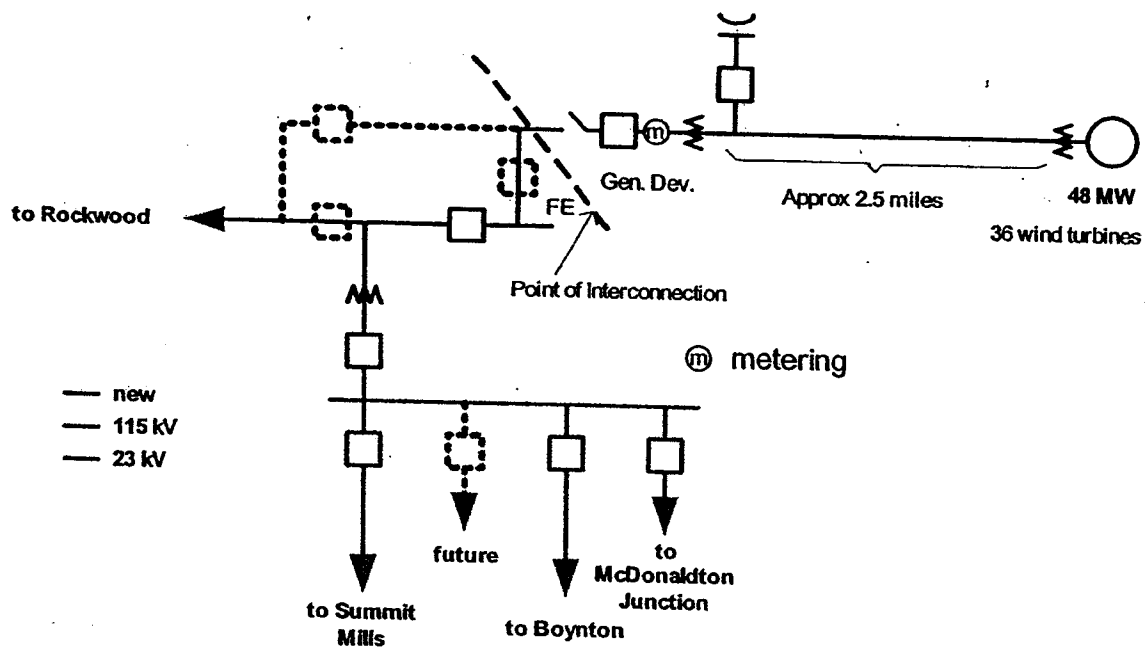 m
Gen. Dev.
Approx 2.5 miles
48 MW
36 wind turbines
to Rockwood
FE
Point of Interconnection
m metering
new
115 kV
23 kV
future
to
McDonaldton
Junction
to Summit
Mills
to Boynton